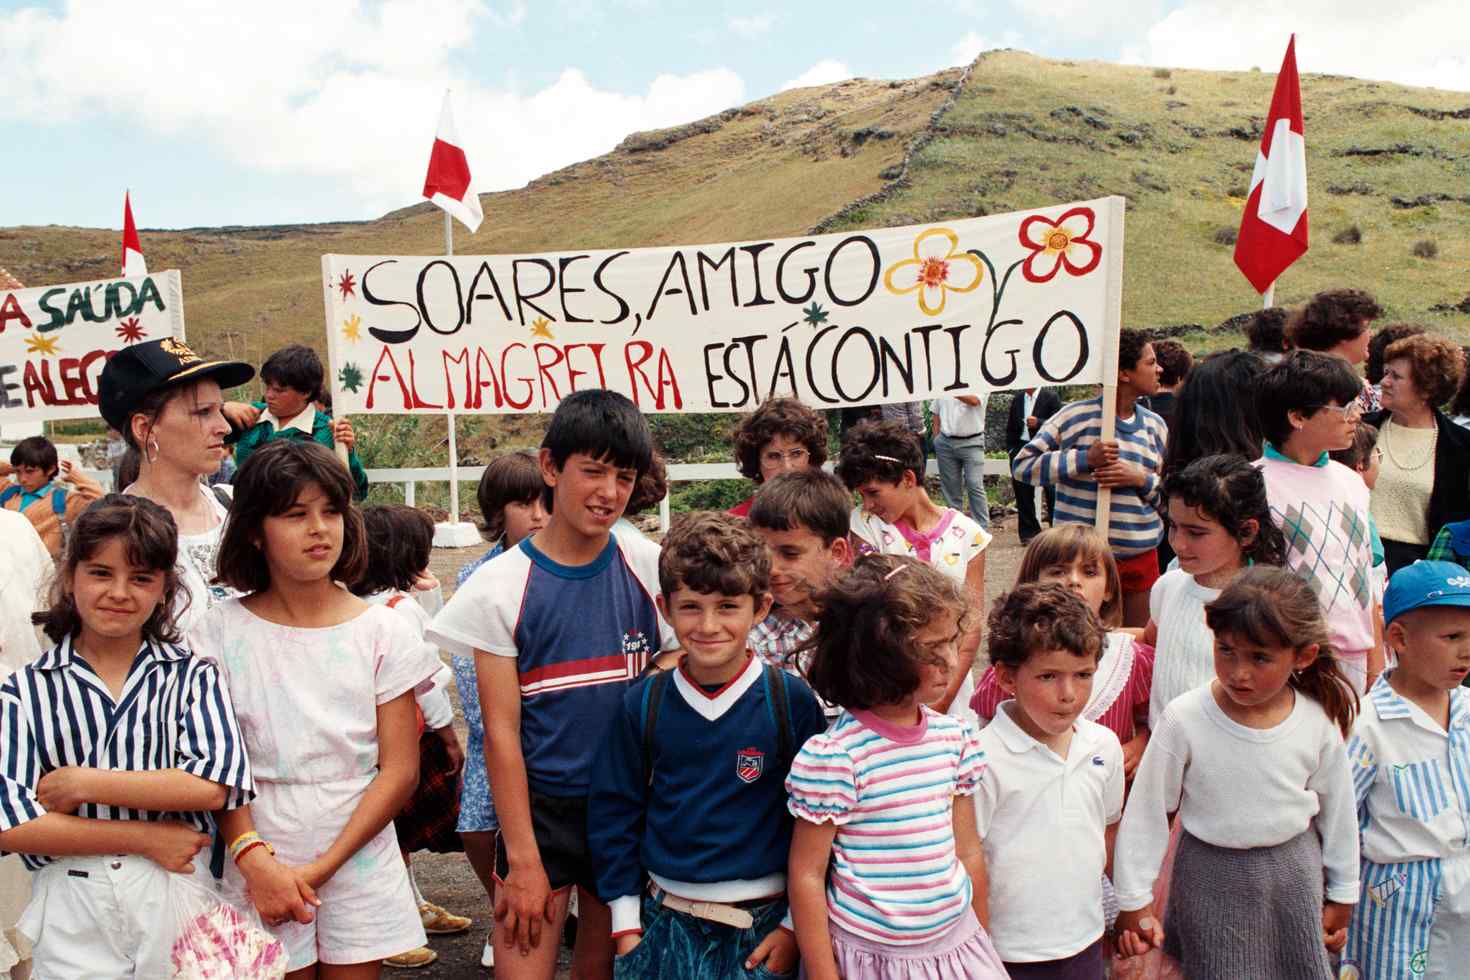 A SAÚDA
E ALEG
SOARES, AMIGO
ALMAGREIRA ESTÁ CONTIGO